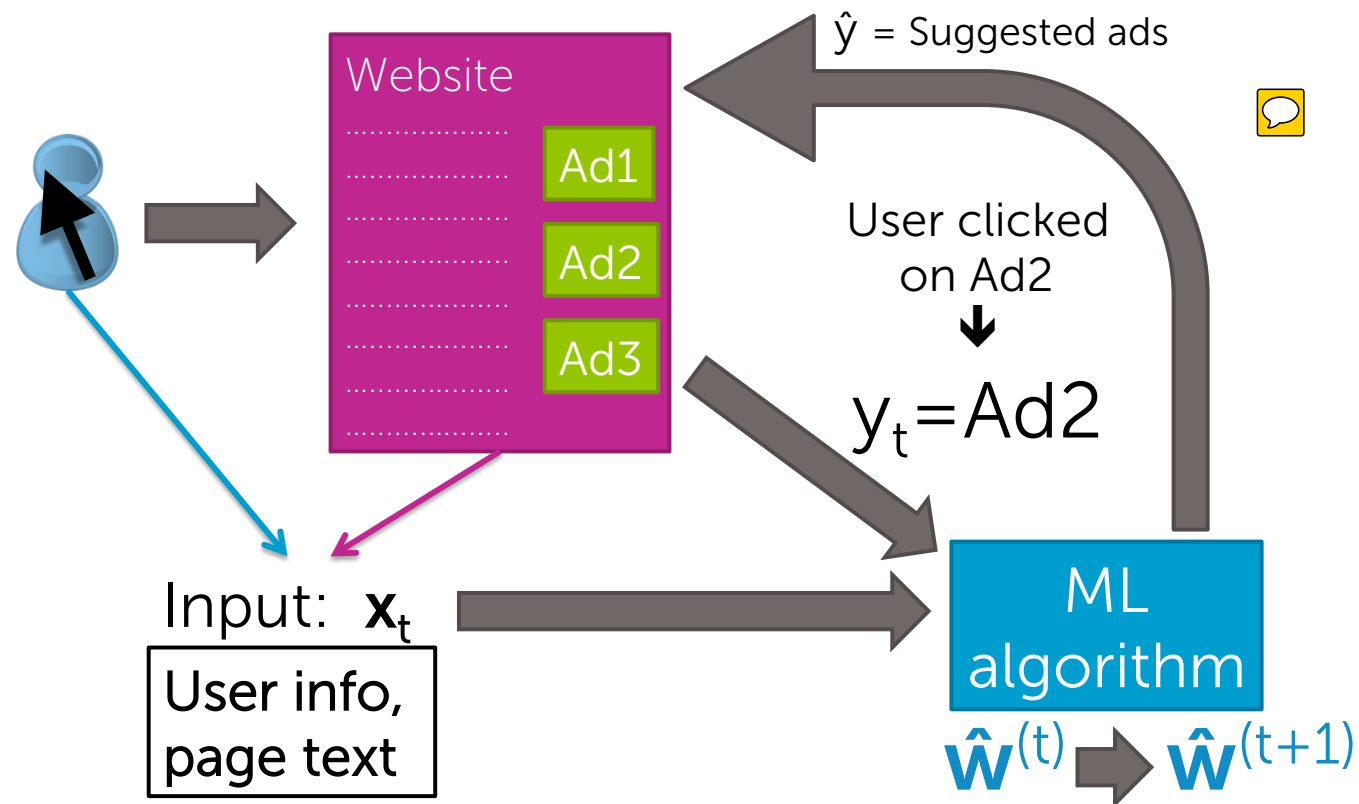 ŷ = Suggested ads
Website
Ad1
Ad2
Ad3
User clicked
on Ad2
↓
yₜ=Ad2
Input: xₜ
User info,
page text
ML
algorithm
ŵ⁽ᵗ⁾ ŵ⁽ᵗ⁺¹⁾